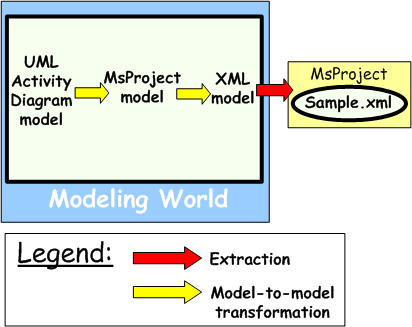 UML
Activity
Diagram
model
MsProject
model
XML
model
MsProject
Sample.xml
Modeling World
Legend:
Extraction
Model-to-model
transformation